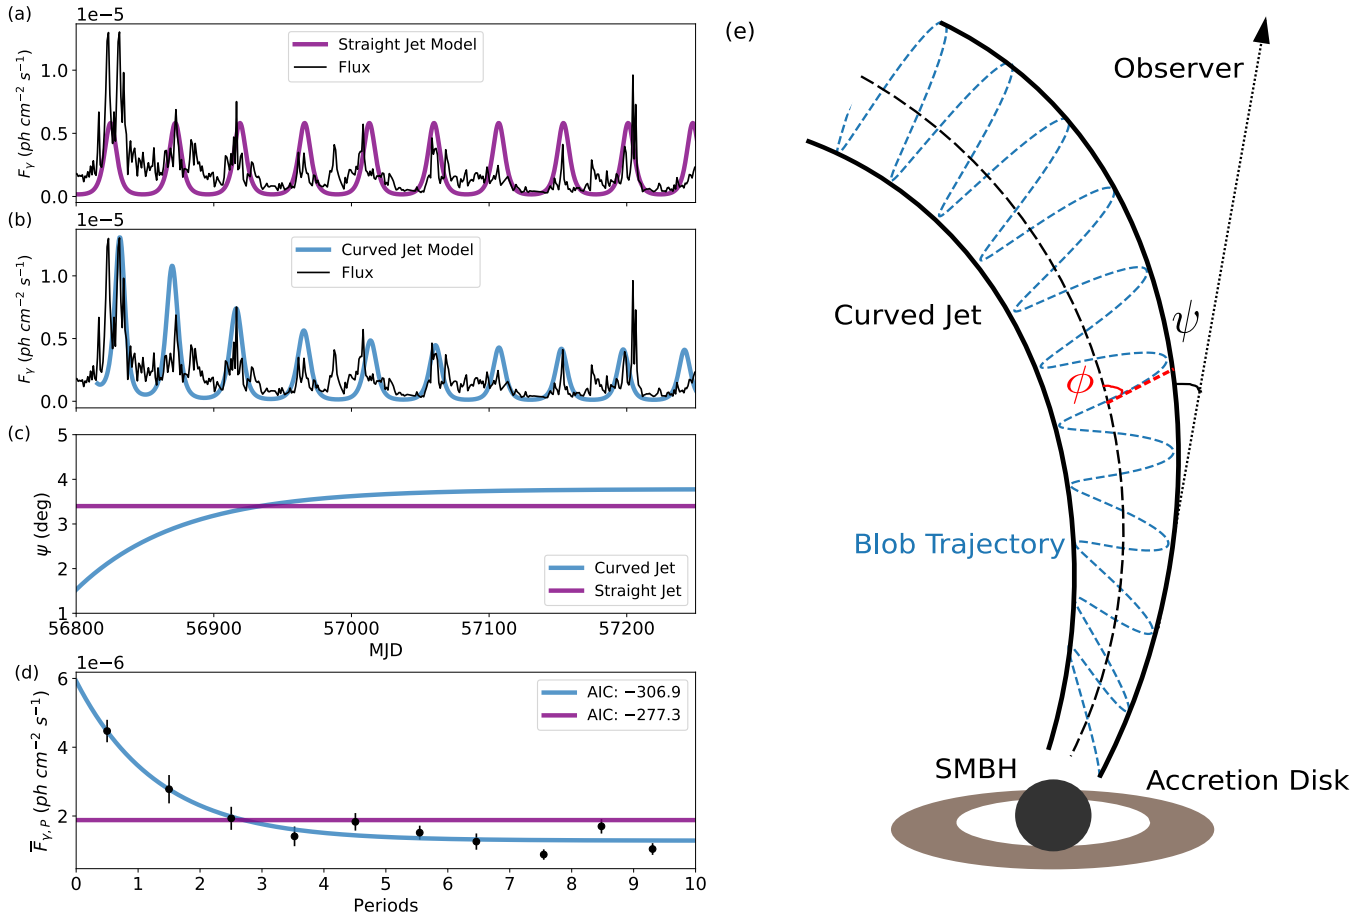 (a)
1e−5
F_γ (ph cm⁻² s⁻¹)
1.0
0.5
0.0
Straight Jet Model
Flux
(b)
1e−5
F_γ (ph cm⁻² s⁻¹)
1.0
0.5
0.0
Curved Jet Model
Flux
(c)
ψ (deg)
5
4
3
2
1
Curved Jet
Straight Jet
56800 56900 57000 57100 57200
MJD
(d)
1e−6
F̅_γ,P (ph cm⁻² s⁻¹)
6
4
2
AIC: −306.9
AIC: −277.3
0 1 2 3 4 5 6 7 8 9 10
Periods
(e)
Observer
Curved Jet
ψ
ϕ
Blob Trajectory
SMBH
Accretion Disk